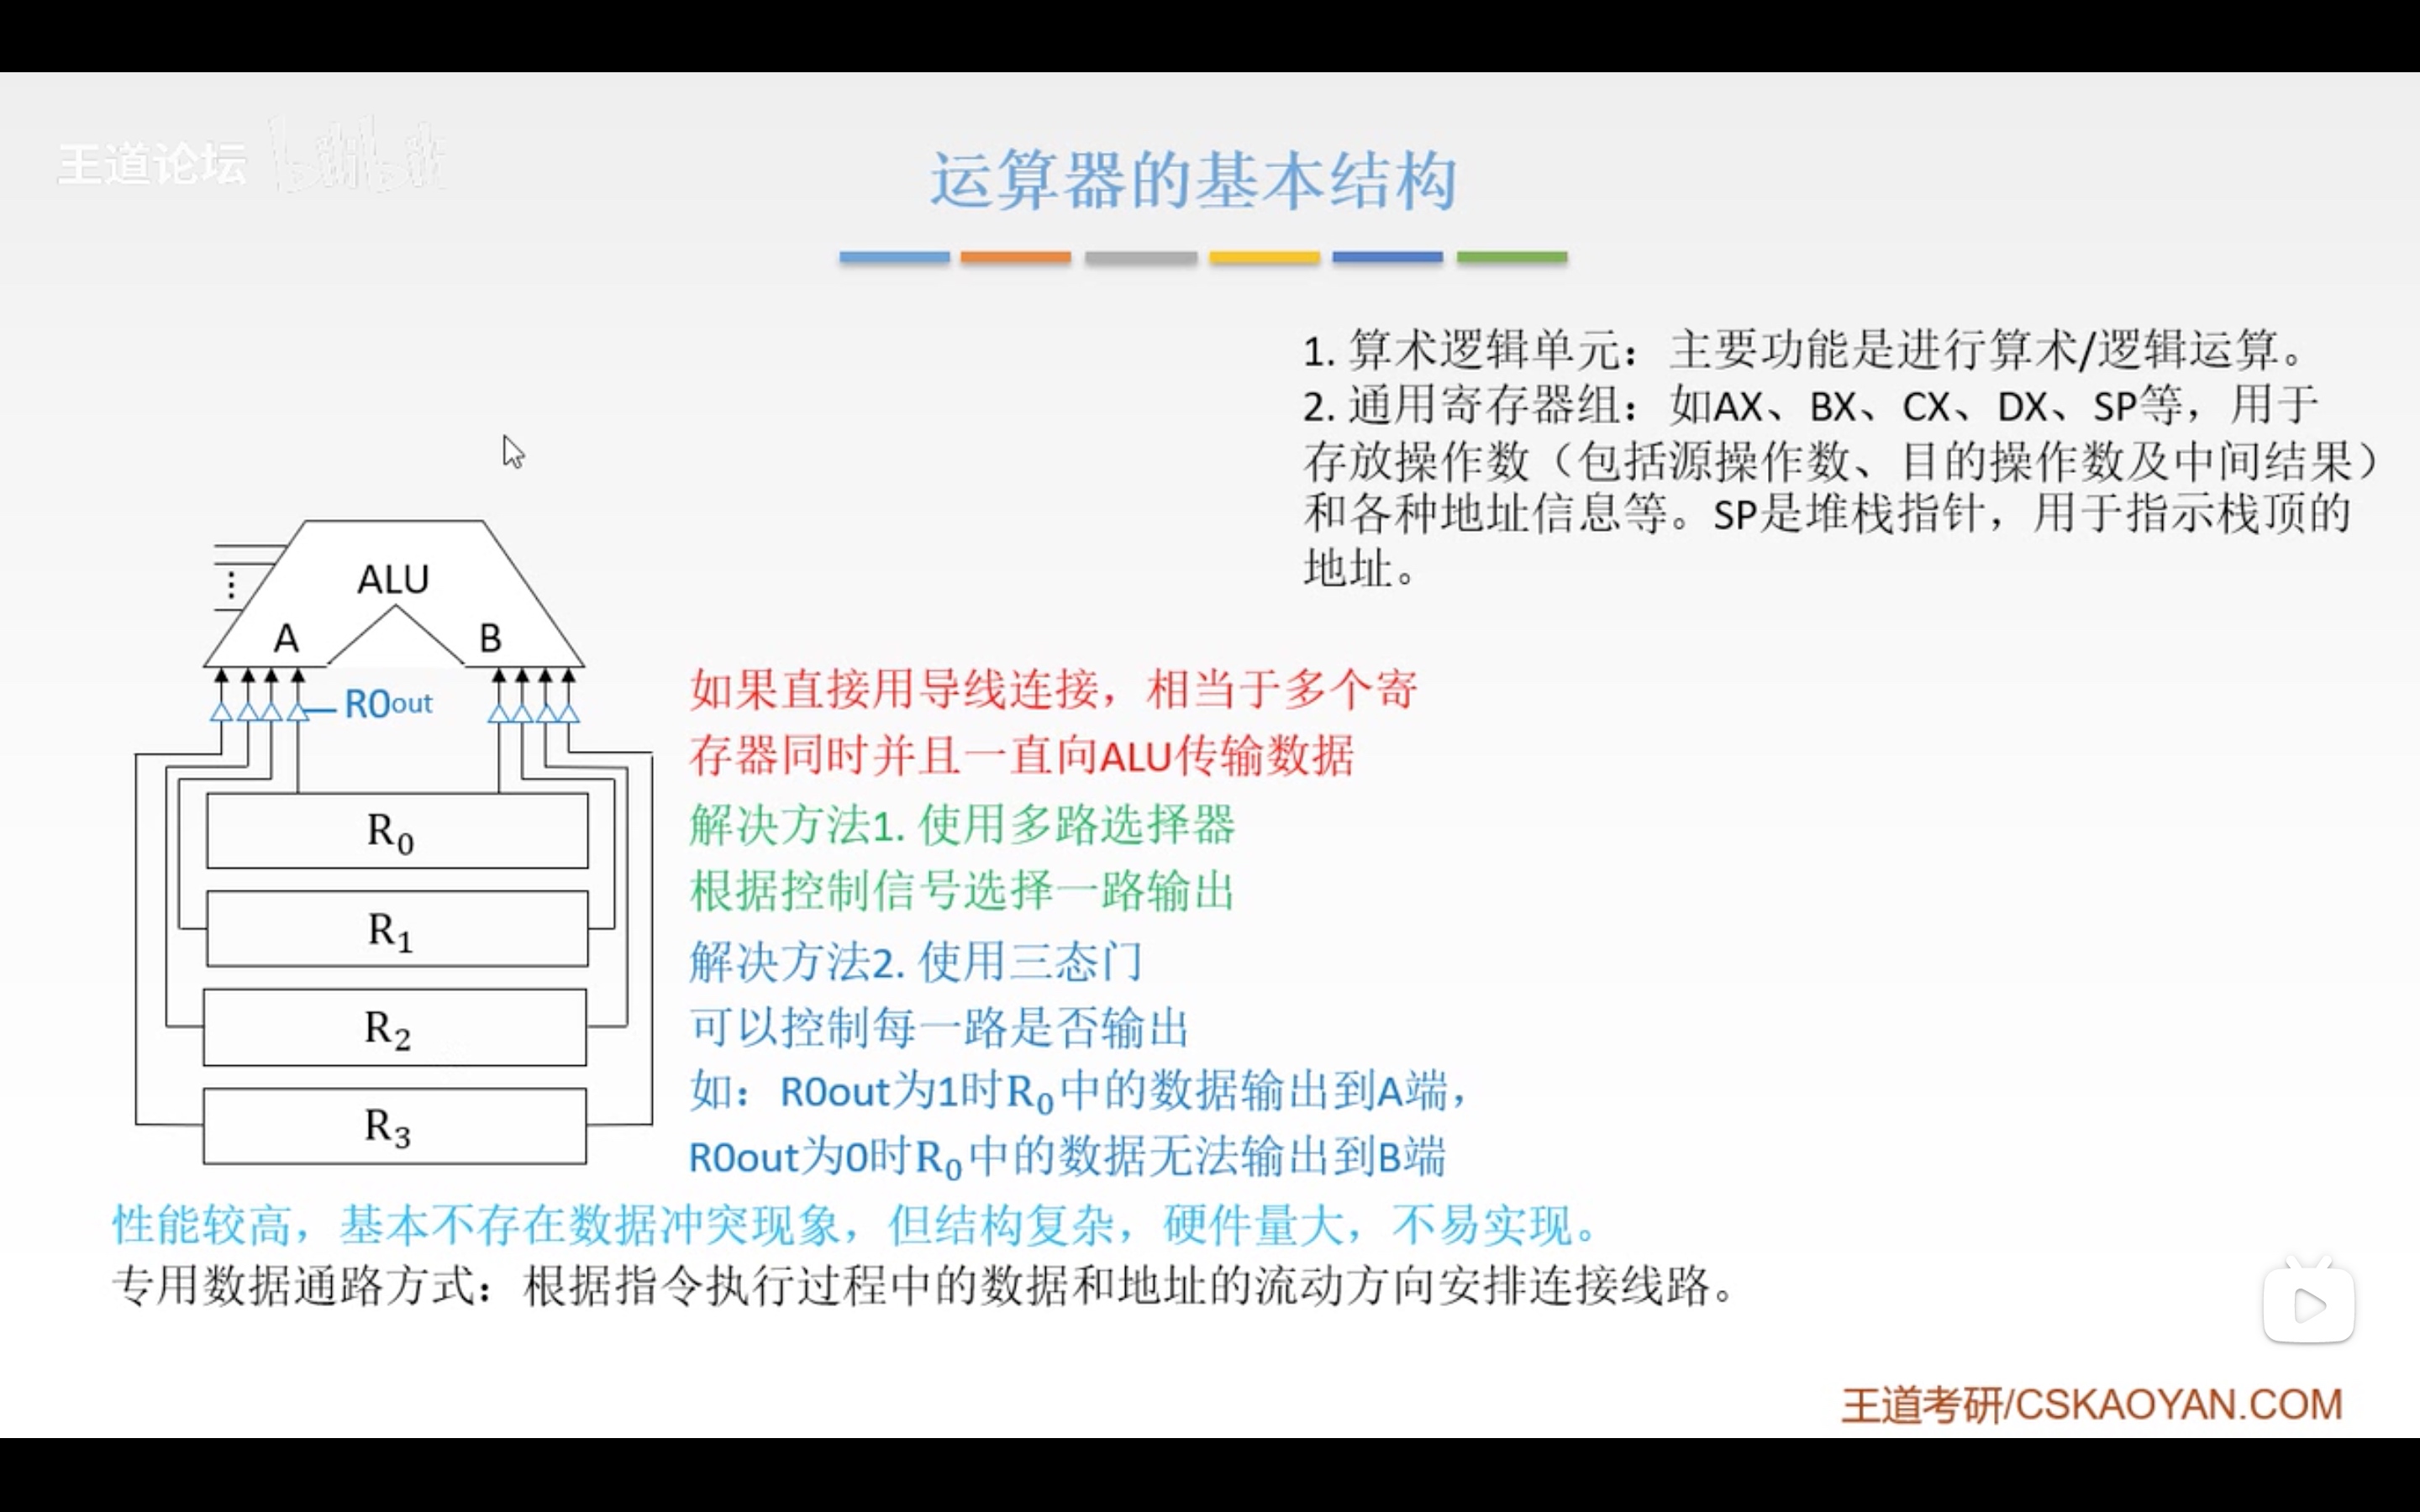 王道论坛 bilibili
运算器的基本结构
1. 算术逻辑单元：主要功能是进行算术/逻辑运算。
2. 通用寄存器组：如AX、BX、CX、DX、SP等，用于
存放操作数（包括源操作数、目的操作数及中间结果）
和各种地址信息等。SP是堆栈指针，用于指示栈顶的
地址。
ALU
A
B
R0out
如果直接用导线连接，相当于多个寄
存器同时并且一直向ALU传输数据
解决方法1. 使用多路选择器
根据控制信号选择一路输出
解决方法2. 使用三态门
可以控制每一路是否输出
如：R0out为1时R₀中的数据输出到A端，
R0out为0时R₀中的数据无法输出到B端
R₀
R₁
R₂
R₃
性能较高，基本不存在数据冲突现象，但结构复杂，硬件量大，不易实现。
专用数据通路方式：根据指令执行过程中的数据和地址的流动方向安排连接线路。
王道考研/CSKAOYAN.COM